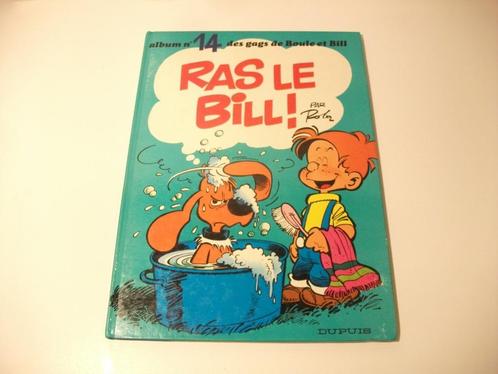 album n° 14 des gags de Boule et Bill
RAS LE
BILL!
PAR
Roba
DUPUIS